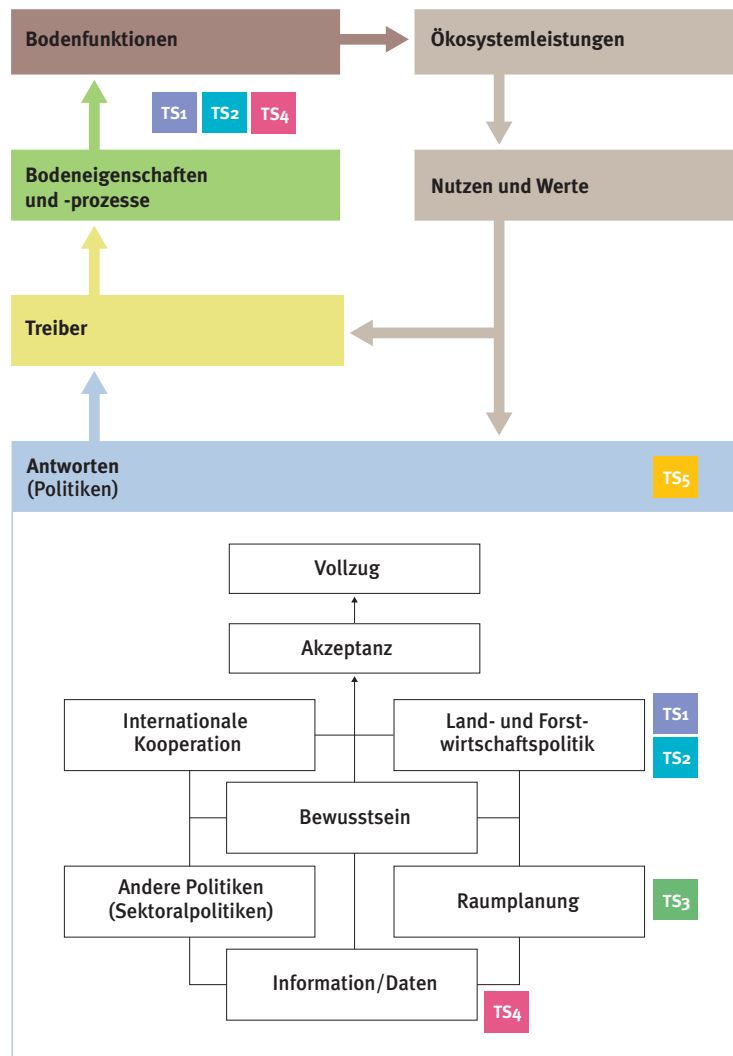 Bodenfunktionen
Ökosystemleistungen
TS1 TS2 TS4
Bodeneigenschaften
und -prozesse
Nutzen und Werte
Treiber
Antworten
(Politiken)
TS5
Vollzug
Akzeptanz
Internationale
Kooperation
Land- und Forst-
wirtschaftspolitik
TS1
TS2
Bewusstsein
Andere Politiken
(Sektoralpolitiken)
Raumplanung
TS3
Information/Daten
TS4